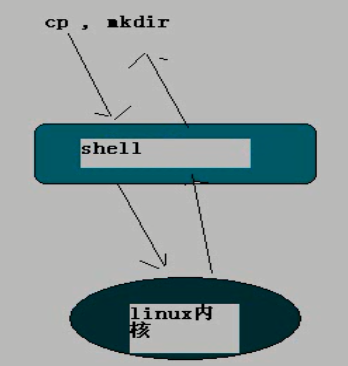 cp , mkdir
shell
linux内
核